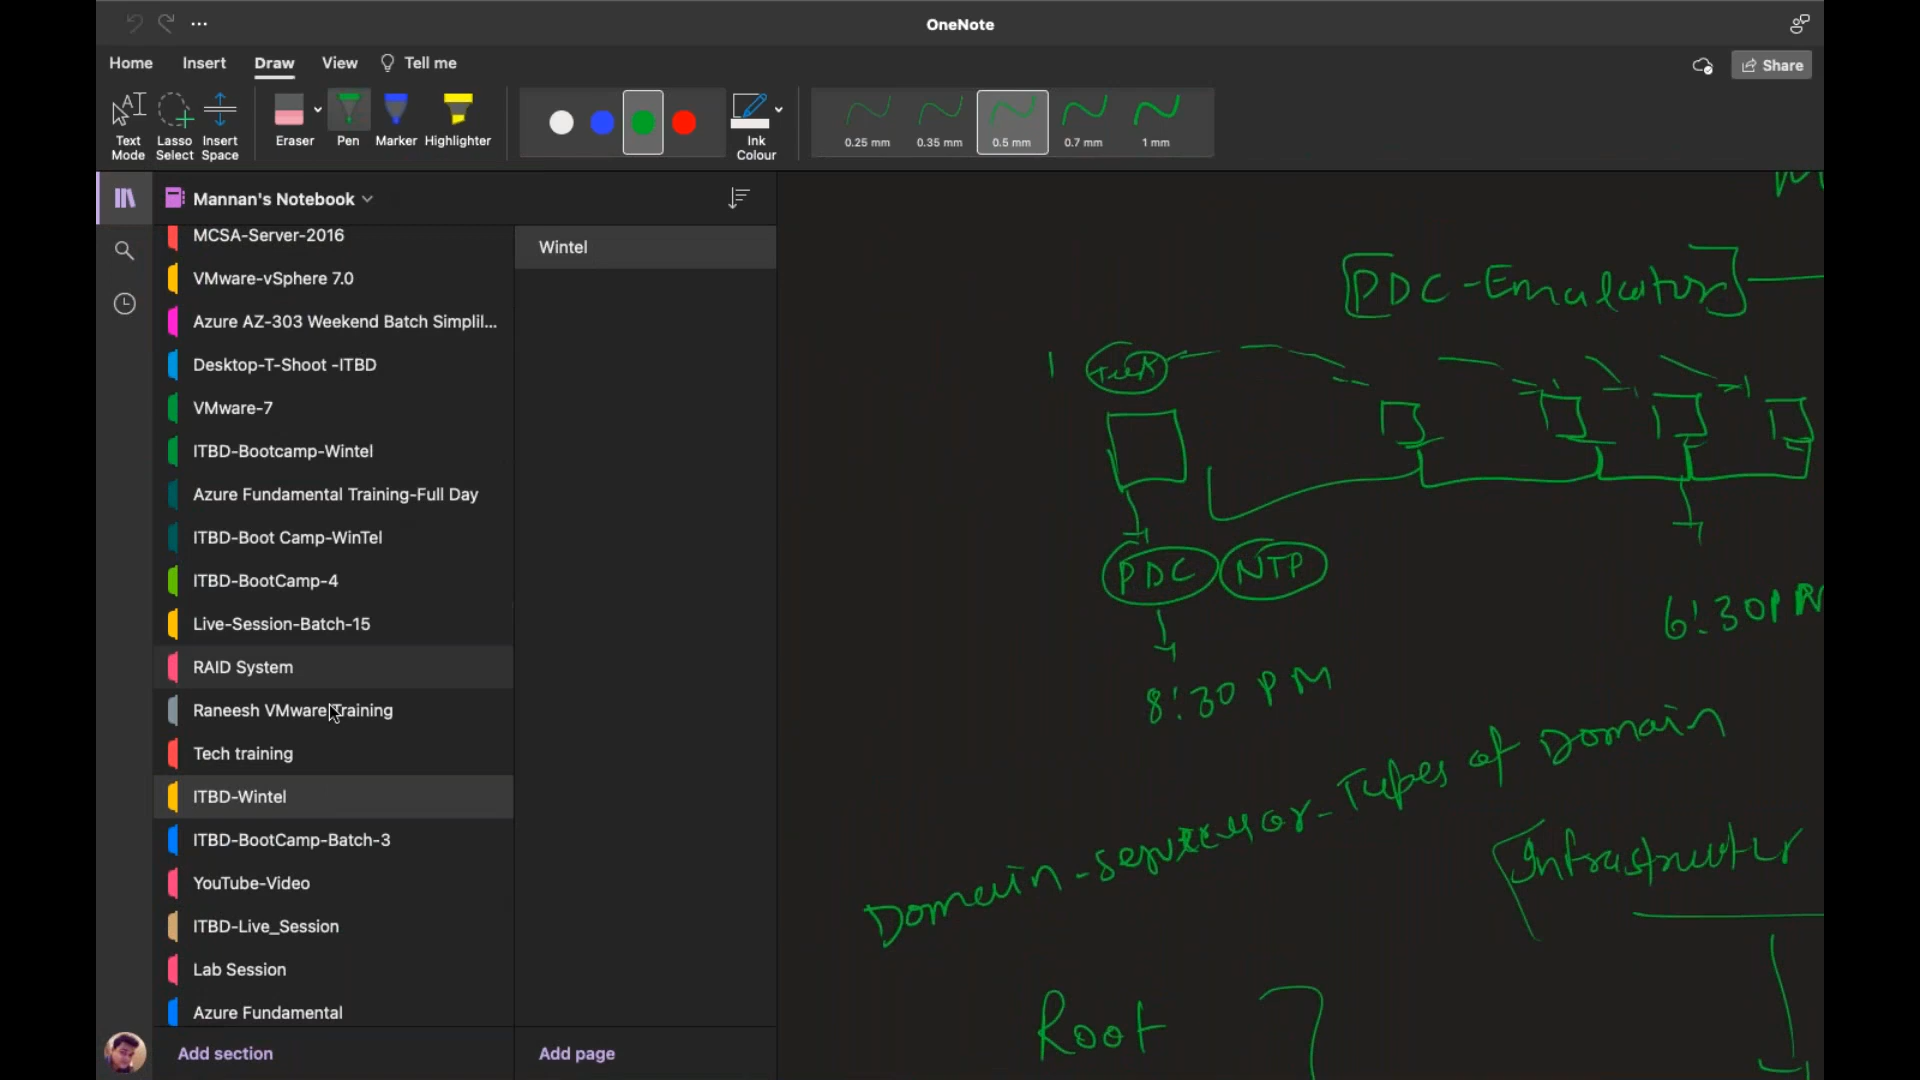 OneNote
Home Insert Draw View Tell me
Share
Text Mode
Lasso Select
Insert Space
Eraser
Pen
Marker
Highlighter
Ink Colour
0.25 mm
0.35 mm
0.5 mm
0.7 mm
1 mm
Mannan's Notebook
MCSA-Server-2016
VMware-vSphere 7.0
Azure AZ-303 Weekend Batch Simplil...
Desktop-T-Shoot -ITBD
VMware-7
ITBD-Bootcamp-Wintel
Azure Fundamental Training-Full Day
ITBD-Boot Camp-WinTel
ITBD-BootCamp-4
Live-Session-Batch-15
RAID System
Raneesh VMware Training
Tech training
ITBD-Wintel
ITBD-BootCamp-Batch-3
YouTube-Video
ITBD-Live_Session
Lab Session
Azure Fundamental
Add section
Wintel
Add page
PDC-Emulator
PDC NTP
6:30P
8:30 PM
Domain - - Types of Domain
Root